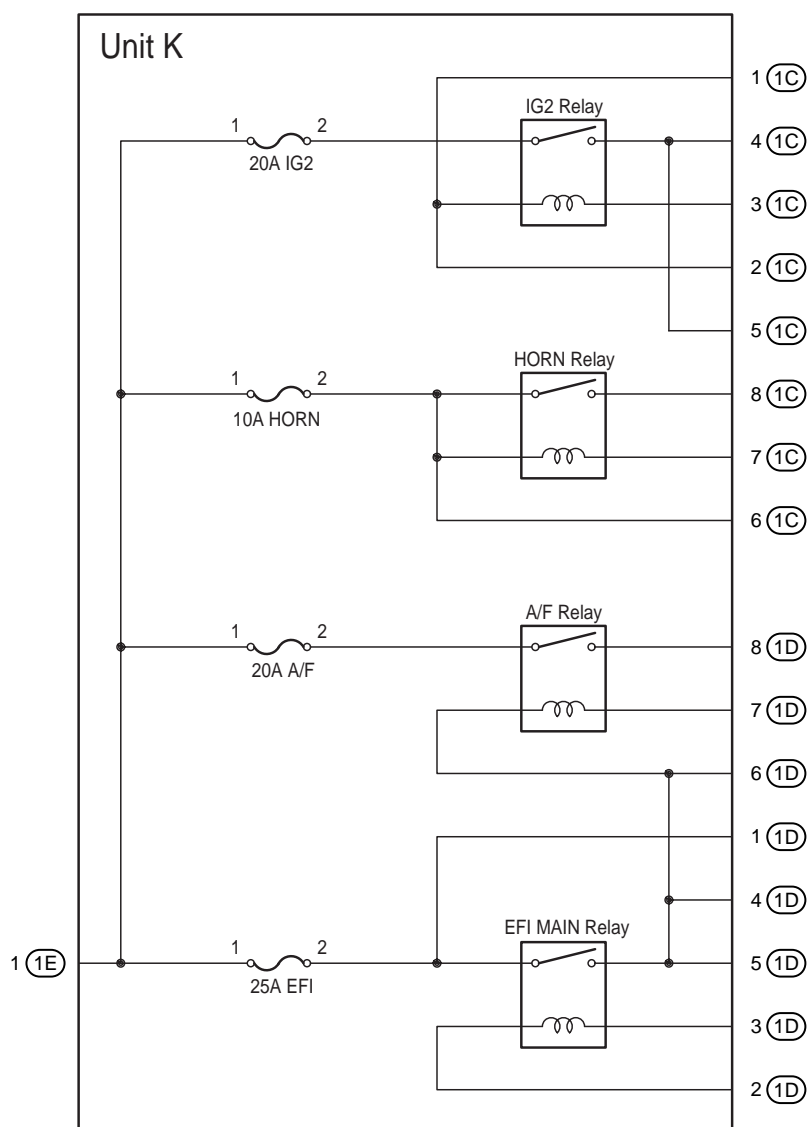 Unit K
1 1C
IG2 Relay
1 2 4 1C
20A IG2
3 1C
2 1C
5 1C
HORN Relay
1 2 8 1C
10A HORN
7 1C
6 1C
A/F Relay
1 2 8 1D
20A A/F
7 1D
6 1D
1 1D
4 1D
EFI MAIN Relay
1 1E 1 2 5 1D
25A EFI
3 1D
2 1D